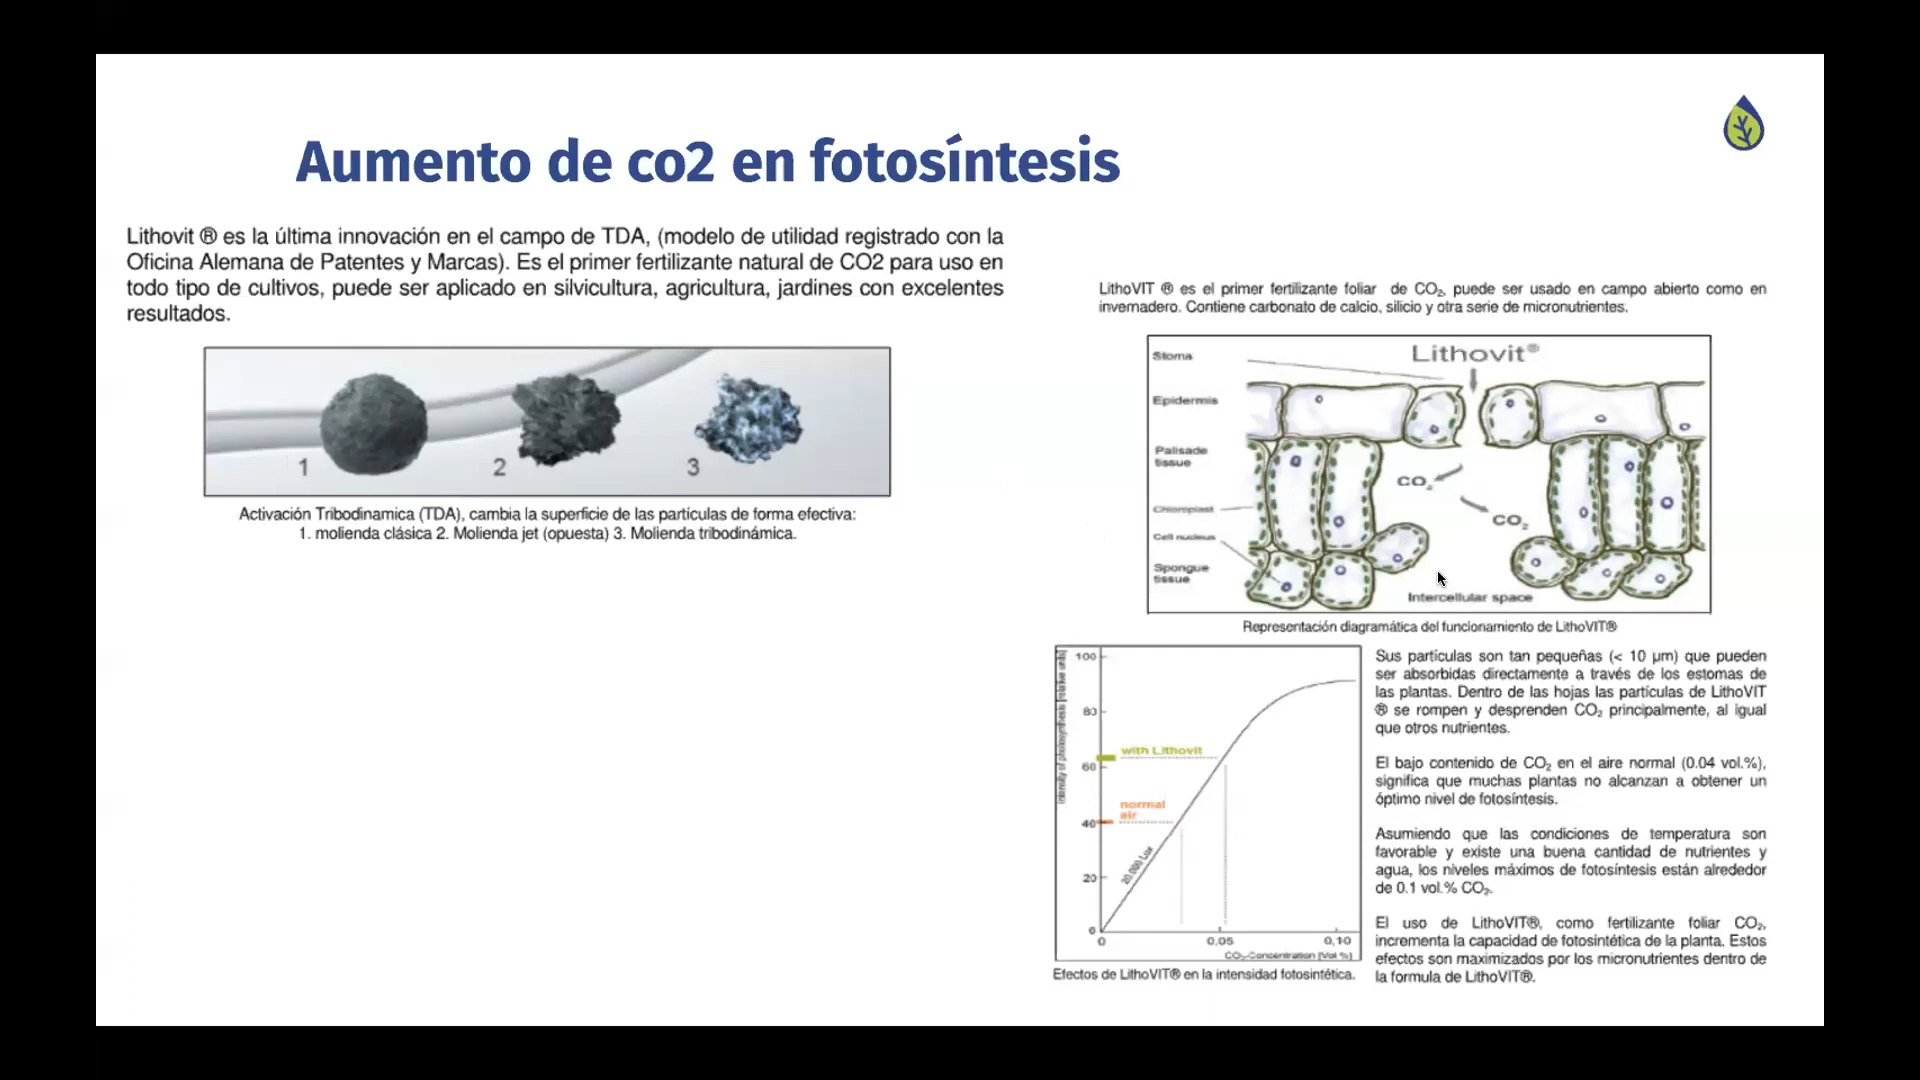 Aumento de co2 en fotosíntesis
Lithovit ® es la última innovación en el campo de TDA, (modelo de utilidad registrado con la
Oficina Alemana de Patentes y Marcas). Es el primer fertilizante natural de CO2 para uso en
todo tipo de cultivos, puede ser aplicado en silvicultura, agricultura, jardines con excelentes
resultados.
1 2 3
Activación Tribodinamica (TDA), cambia la superficie de las partículas de forma efectiva:
1. molienda clásica 2. Molienda jet (opuesta) 3. Molienda tribodinámica.
LithoVIT ® es el primer fertilizante foliar de CO₂, puede ser usado en campo abierto como en
invernadero. Contiene carbonato de calcio, silicio y otra serie de micronutrientes.
Lithovit®
Stoma
Epidermis
Palisade
tissue
Chloroplast
Cell nucleus
Spongue
tissue
CO₂
CO₂
Intercellular space
Representación diagramática del funcionamiento de LithoVIT®
intensity of photosynthesis [relative units]
100
80
with Lithovit
60
normal
air
40
20,000 Lux
20
0
0 0,05 0,10
CO₂-Concentration [Vol %]
Efectos de LithoVIT® en la intensidad fotosintética.
Sus partículas son tan pequeñas (< 10 µm) que pueden
ser absorbidas directamente a través de los estomas de
las plantas. Dentro de las hojas las partículas de LithoVIT
® se rompen y desprenden CO₂ principalmente, al igual
que otros nutrientes.
El bajo contenido de CO₂ en el aire normal (0.04 vol.%),
significa que muchas plantas no alcanzan a obtener un
óptimo nivel de fotosíntesis.
Asumiendo que las condiciones de temperatura son
favorable y existe una buena cantidad de nutrientes y
agua, los niveles máximos de fotosíntesis están alrededor
de 0.1 vol.% CO₂.
El uso de LithoVIT®, como fertilizante foliar CO₂,
incrementa la capacidad de fotosintética de la planta. Estos
efectos son maximizados por los micronutrientes dentro de
la formula de LithoVIT®.